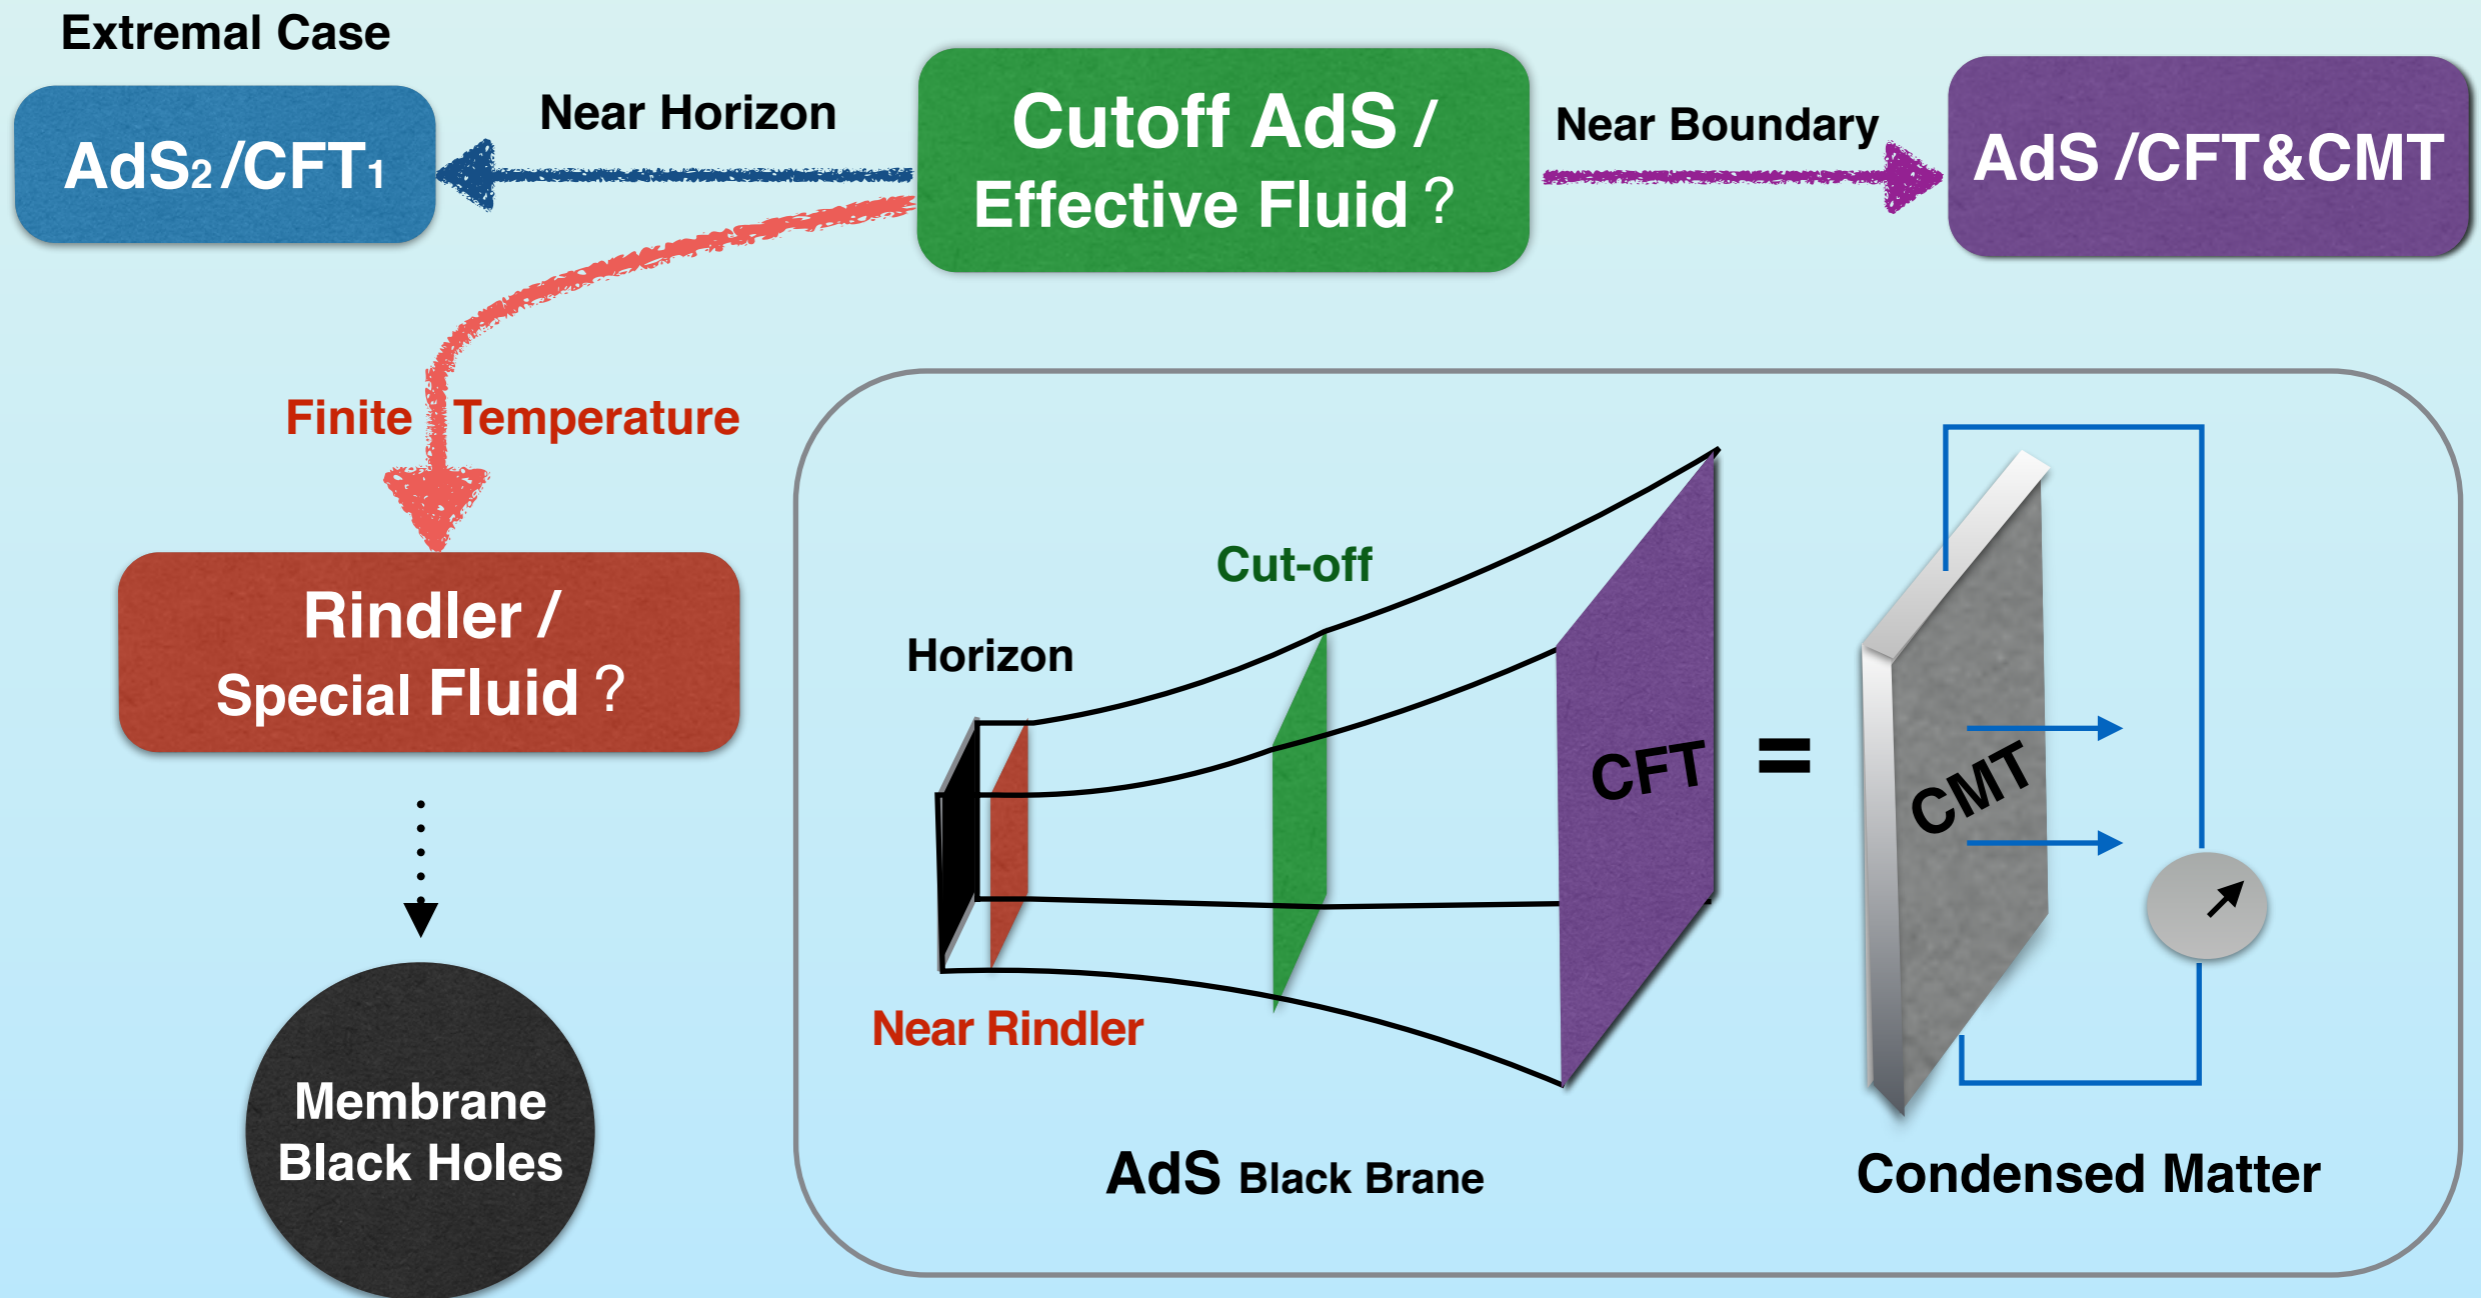 Extremal Case
AdS₂ /CFT₁
Near Horizon
Cutoff AdS /
Effective Fluid ?
Near Boundary
AdS /CFT&CMT
Finite Temperature
Rindler /
Special Fluid ?
Membrane
Black Holes
Cut-off
Horizon
Near Rindler
CFT
=
CMT
AdS Black Brane
Condensed Matter